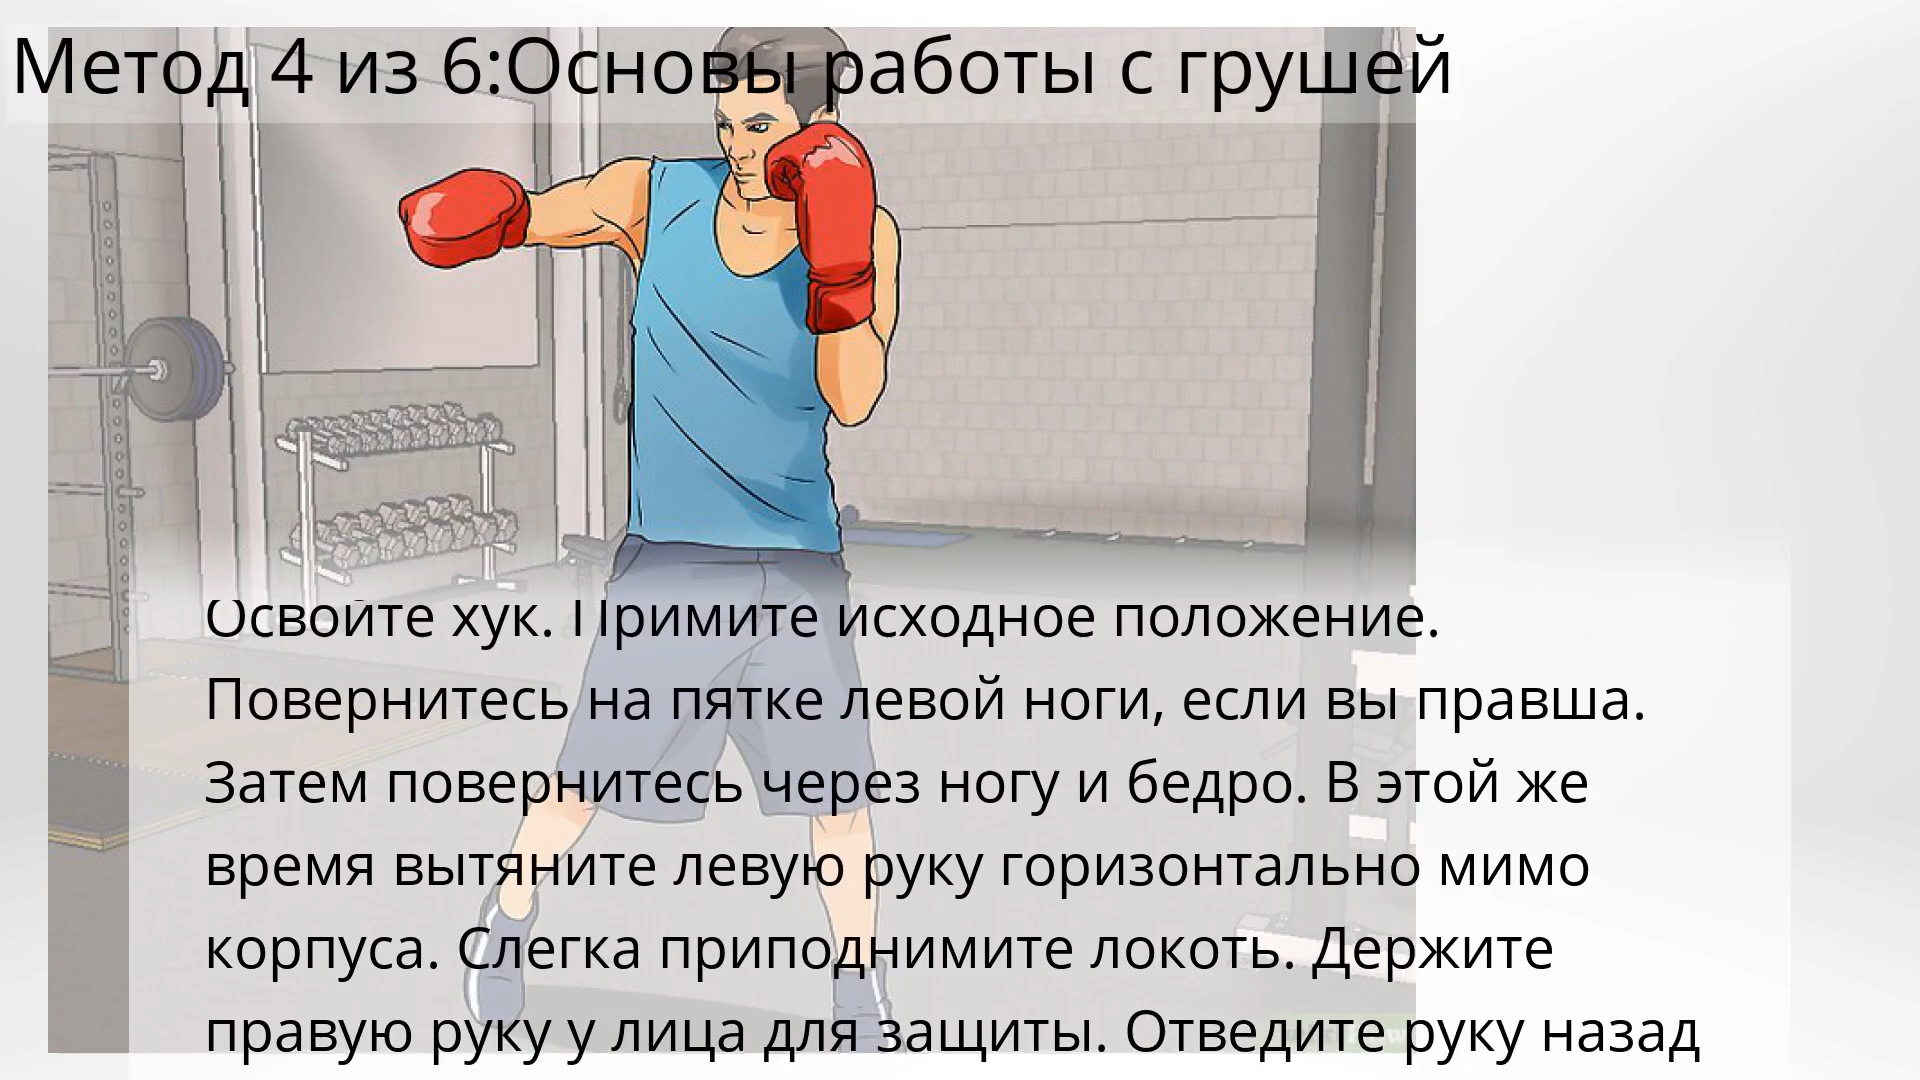 Метод 4 из 6:Основы работы с грушей
Освойте хук. Примите исходное положение.
Повернитесь на пятке левой ноги, если вы правша.
Затем повернитесь через ногу и бедро. В этой же
время вытяните левую руку горизонтально мимо
корпуса. Слегка приподнимите локоть. Держите
правую руку у лица для защиты. Отведите руку назад